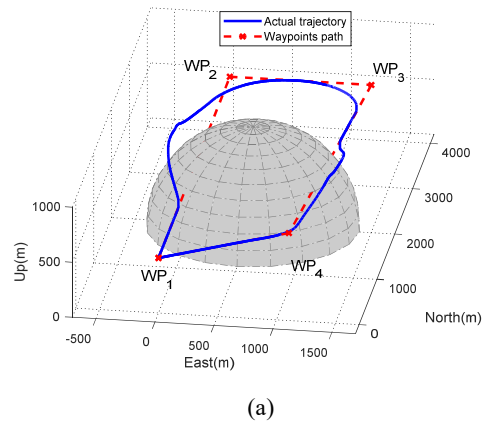 Actual trajectory
Waypoints path
WP2
WP3
4000
3000
2000
1000
0
North(m)
1000
500
0
Up(m)
WP1
WP4
-500
0
500
1000
1500
East(m)
(a)